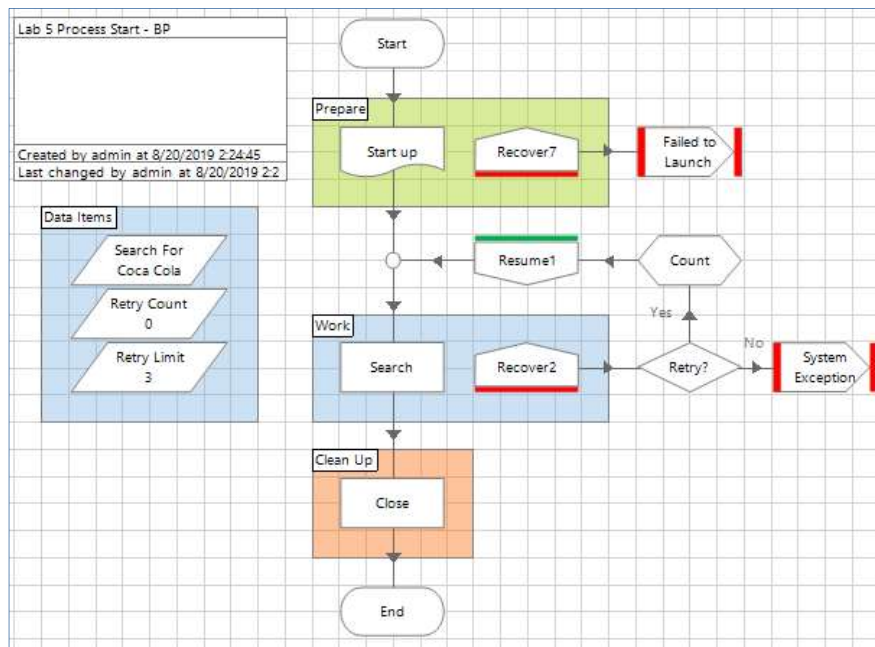 Lab 5 Process Start - BP
Created by admin at 8/20/2019 2:24:45
Last changed by admin at 8/20/2019 2:2
Start
Prepare
Start up
Recover7
Failed to
Launch
Data Items
Search For
Coca Cola
Retry Count
0
Retry Limit
3
Resume1
Count
Yes
Work
Search
Recover2
Retry?
No
System
Exception
Clean Up
Close
End